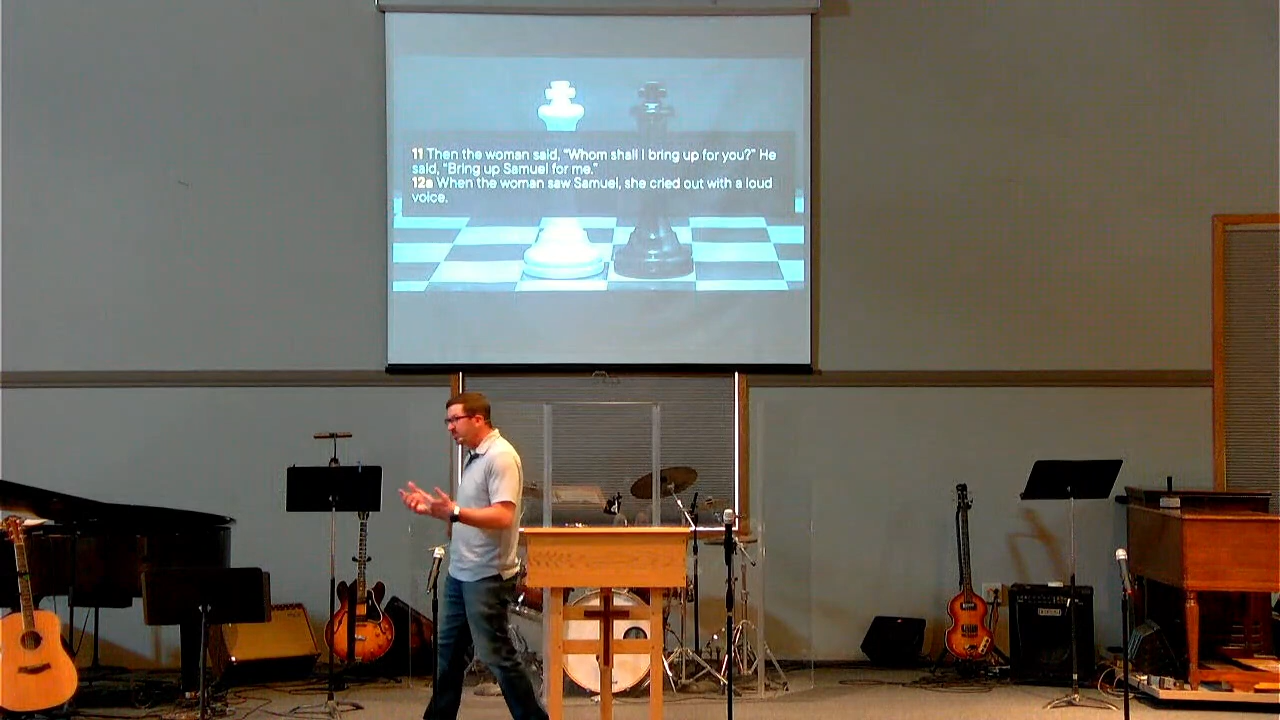 11 Then the woman said, “Whom shall I bring up for you?” He
said, “Bring up Samuel for me.”
12a When the woman saw Samuel, she cried out with a loud
voice.